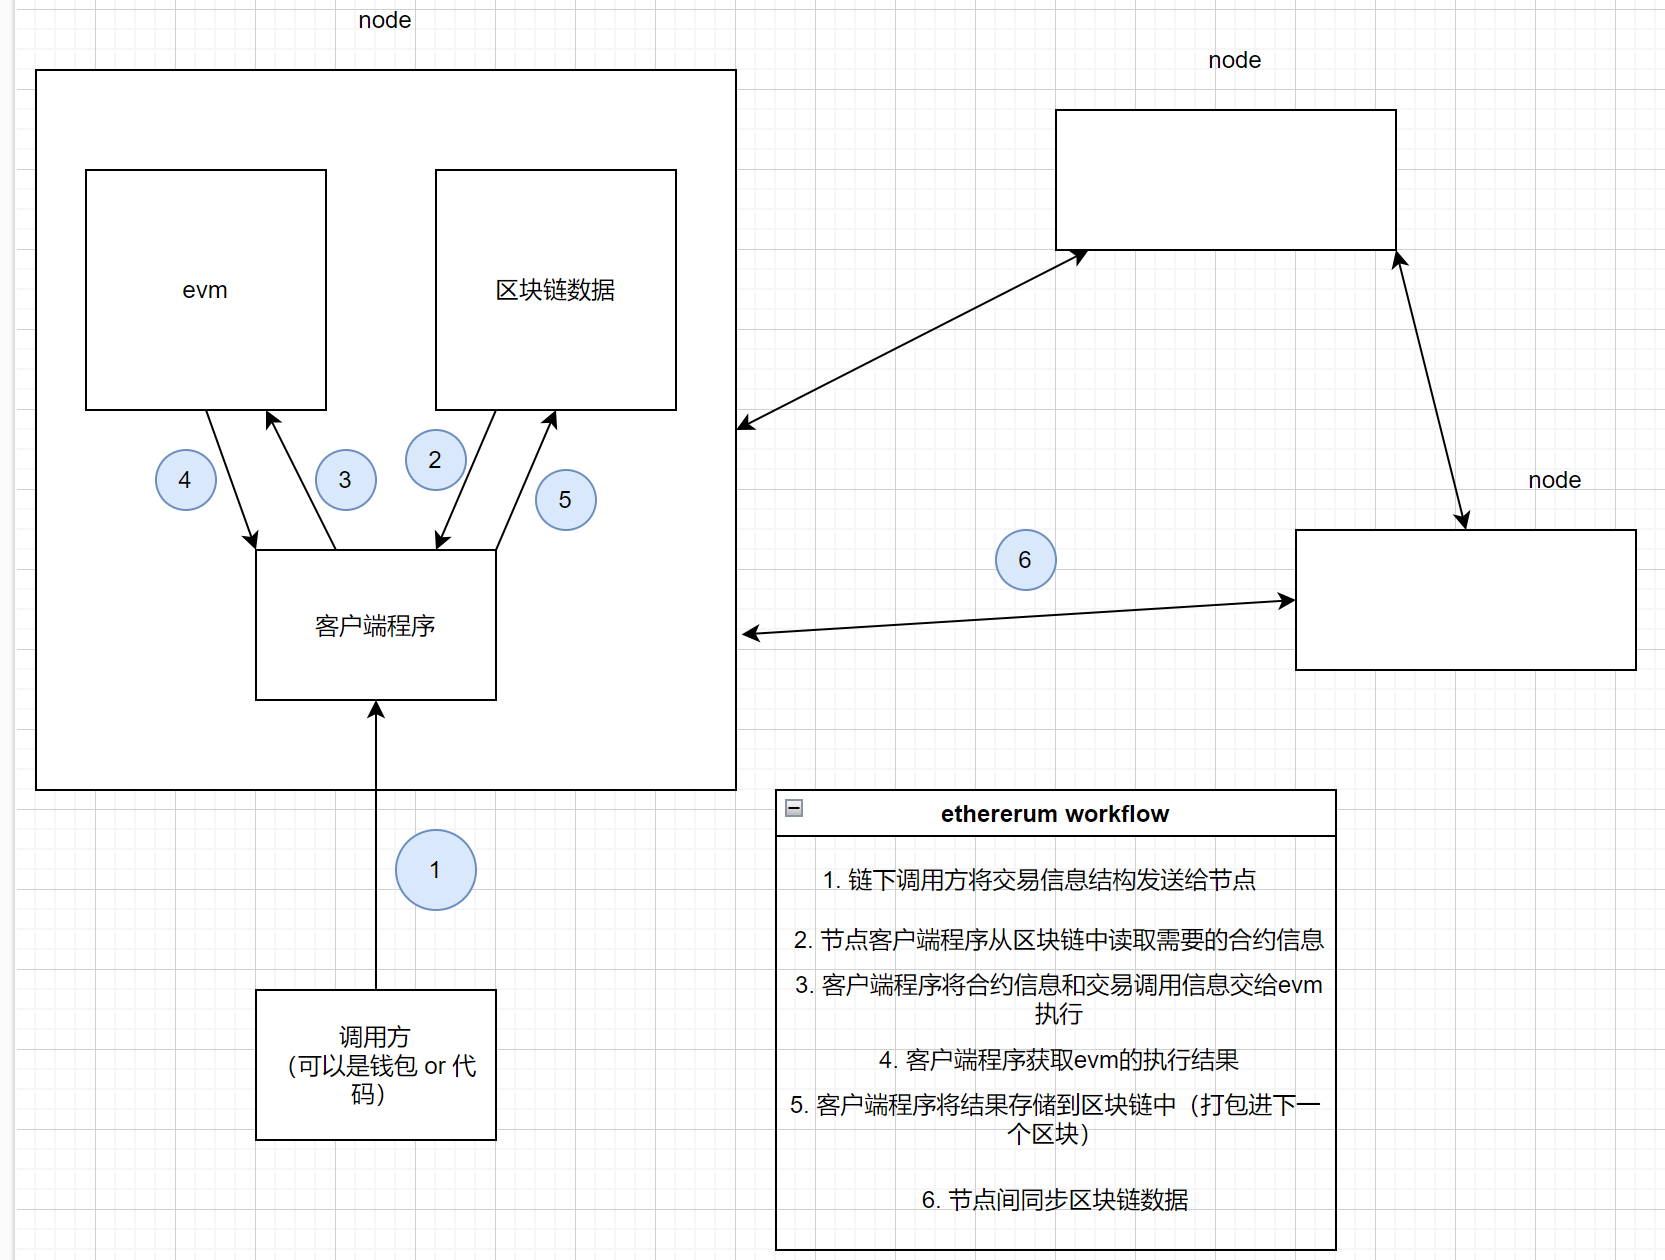 node
node
evm
区块链数据
4
3
2
5
node
6
客户端程序
1
调用方
（可以是钱包 or 代
码）
ethererum workflow
1. 链下调用方将交易信息结构发送给节点
2. 节点客户端程序从区块链中读取需要的合约信息
3. 客户端程序将合约信息和交易调用信息交给evm
执行
4. 客户端程序获取evm的执行结果
5. 客户端程序将结果存储到区块链中（打包进下一
个区块）
6. 节点间同步区块链数据